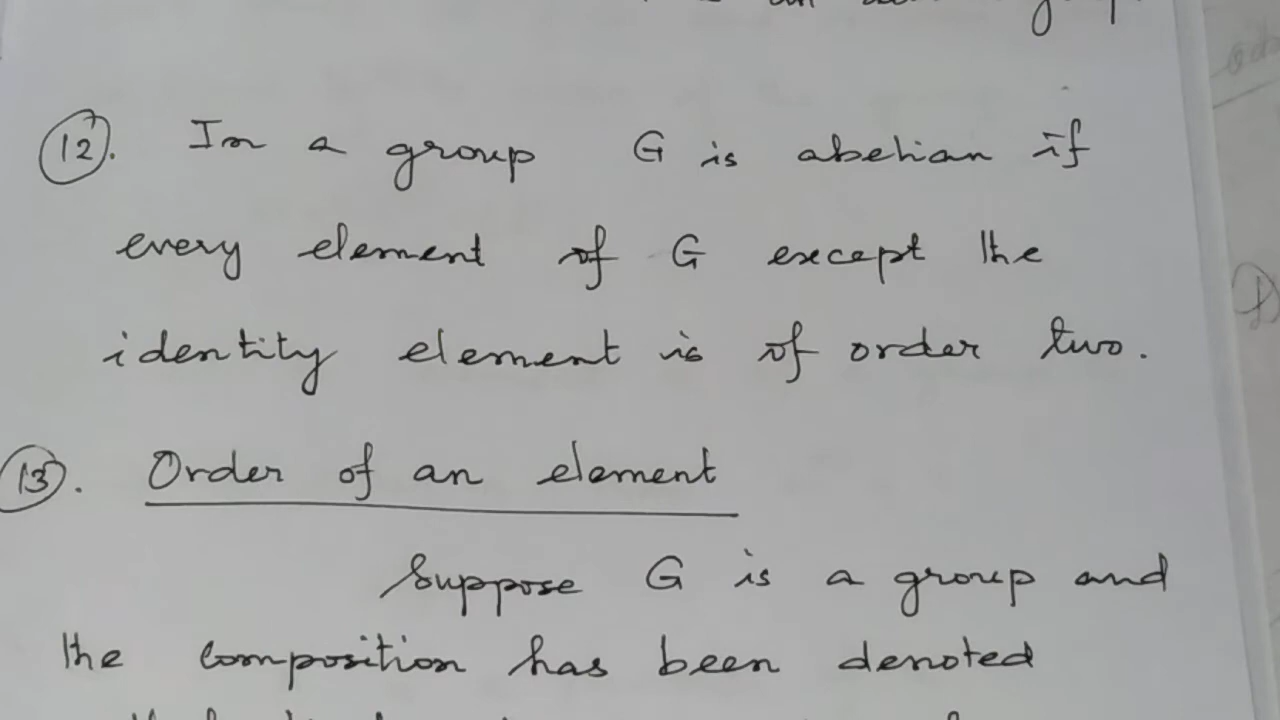 (12). In a group G is abelian if
every element of G except the
identity element is of order two.
(13). Order of an element
Suppose G is a group and
the composition has been denoted